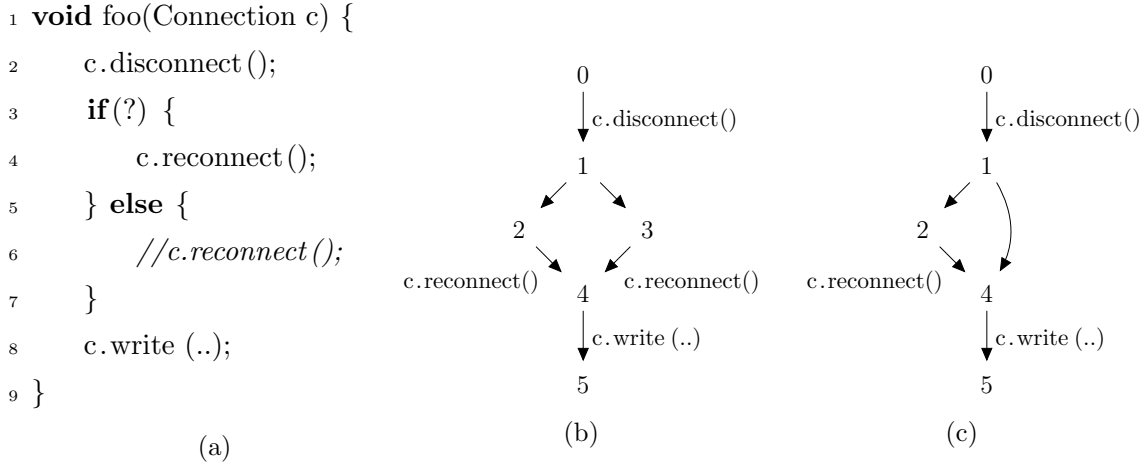 1 void foo(Connection c) {
2 c.disconnect();
3 if(?) {
4 c.reconnect();
5 } else {
6 //c.reconnect();
7 }
8 c.write (..);
9 }
(a)
0
c.disconnect()
1
2 3
c.reconnect() c.reconnect()
4
c.write (..)
5
(b)
0
c.disconnect()
1
2
c.reconnect()
4
c.write (..)
5
(c)